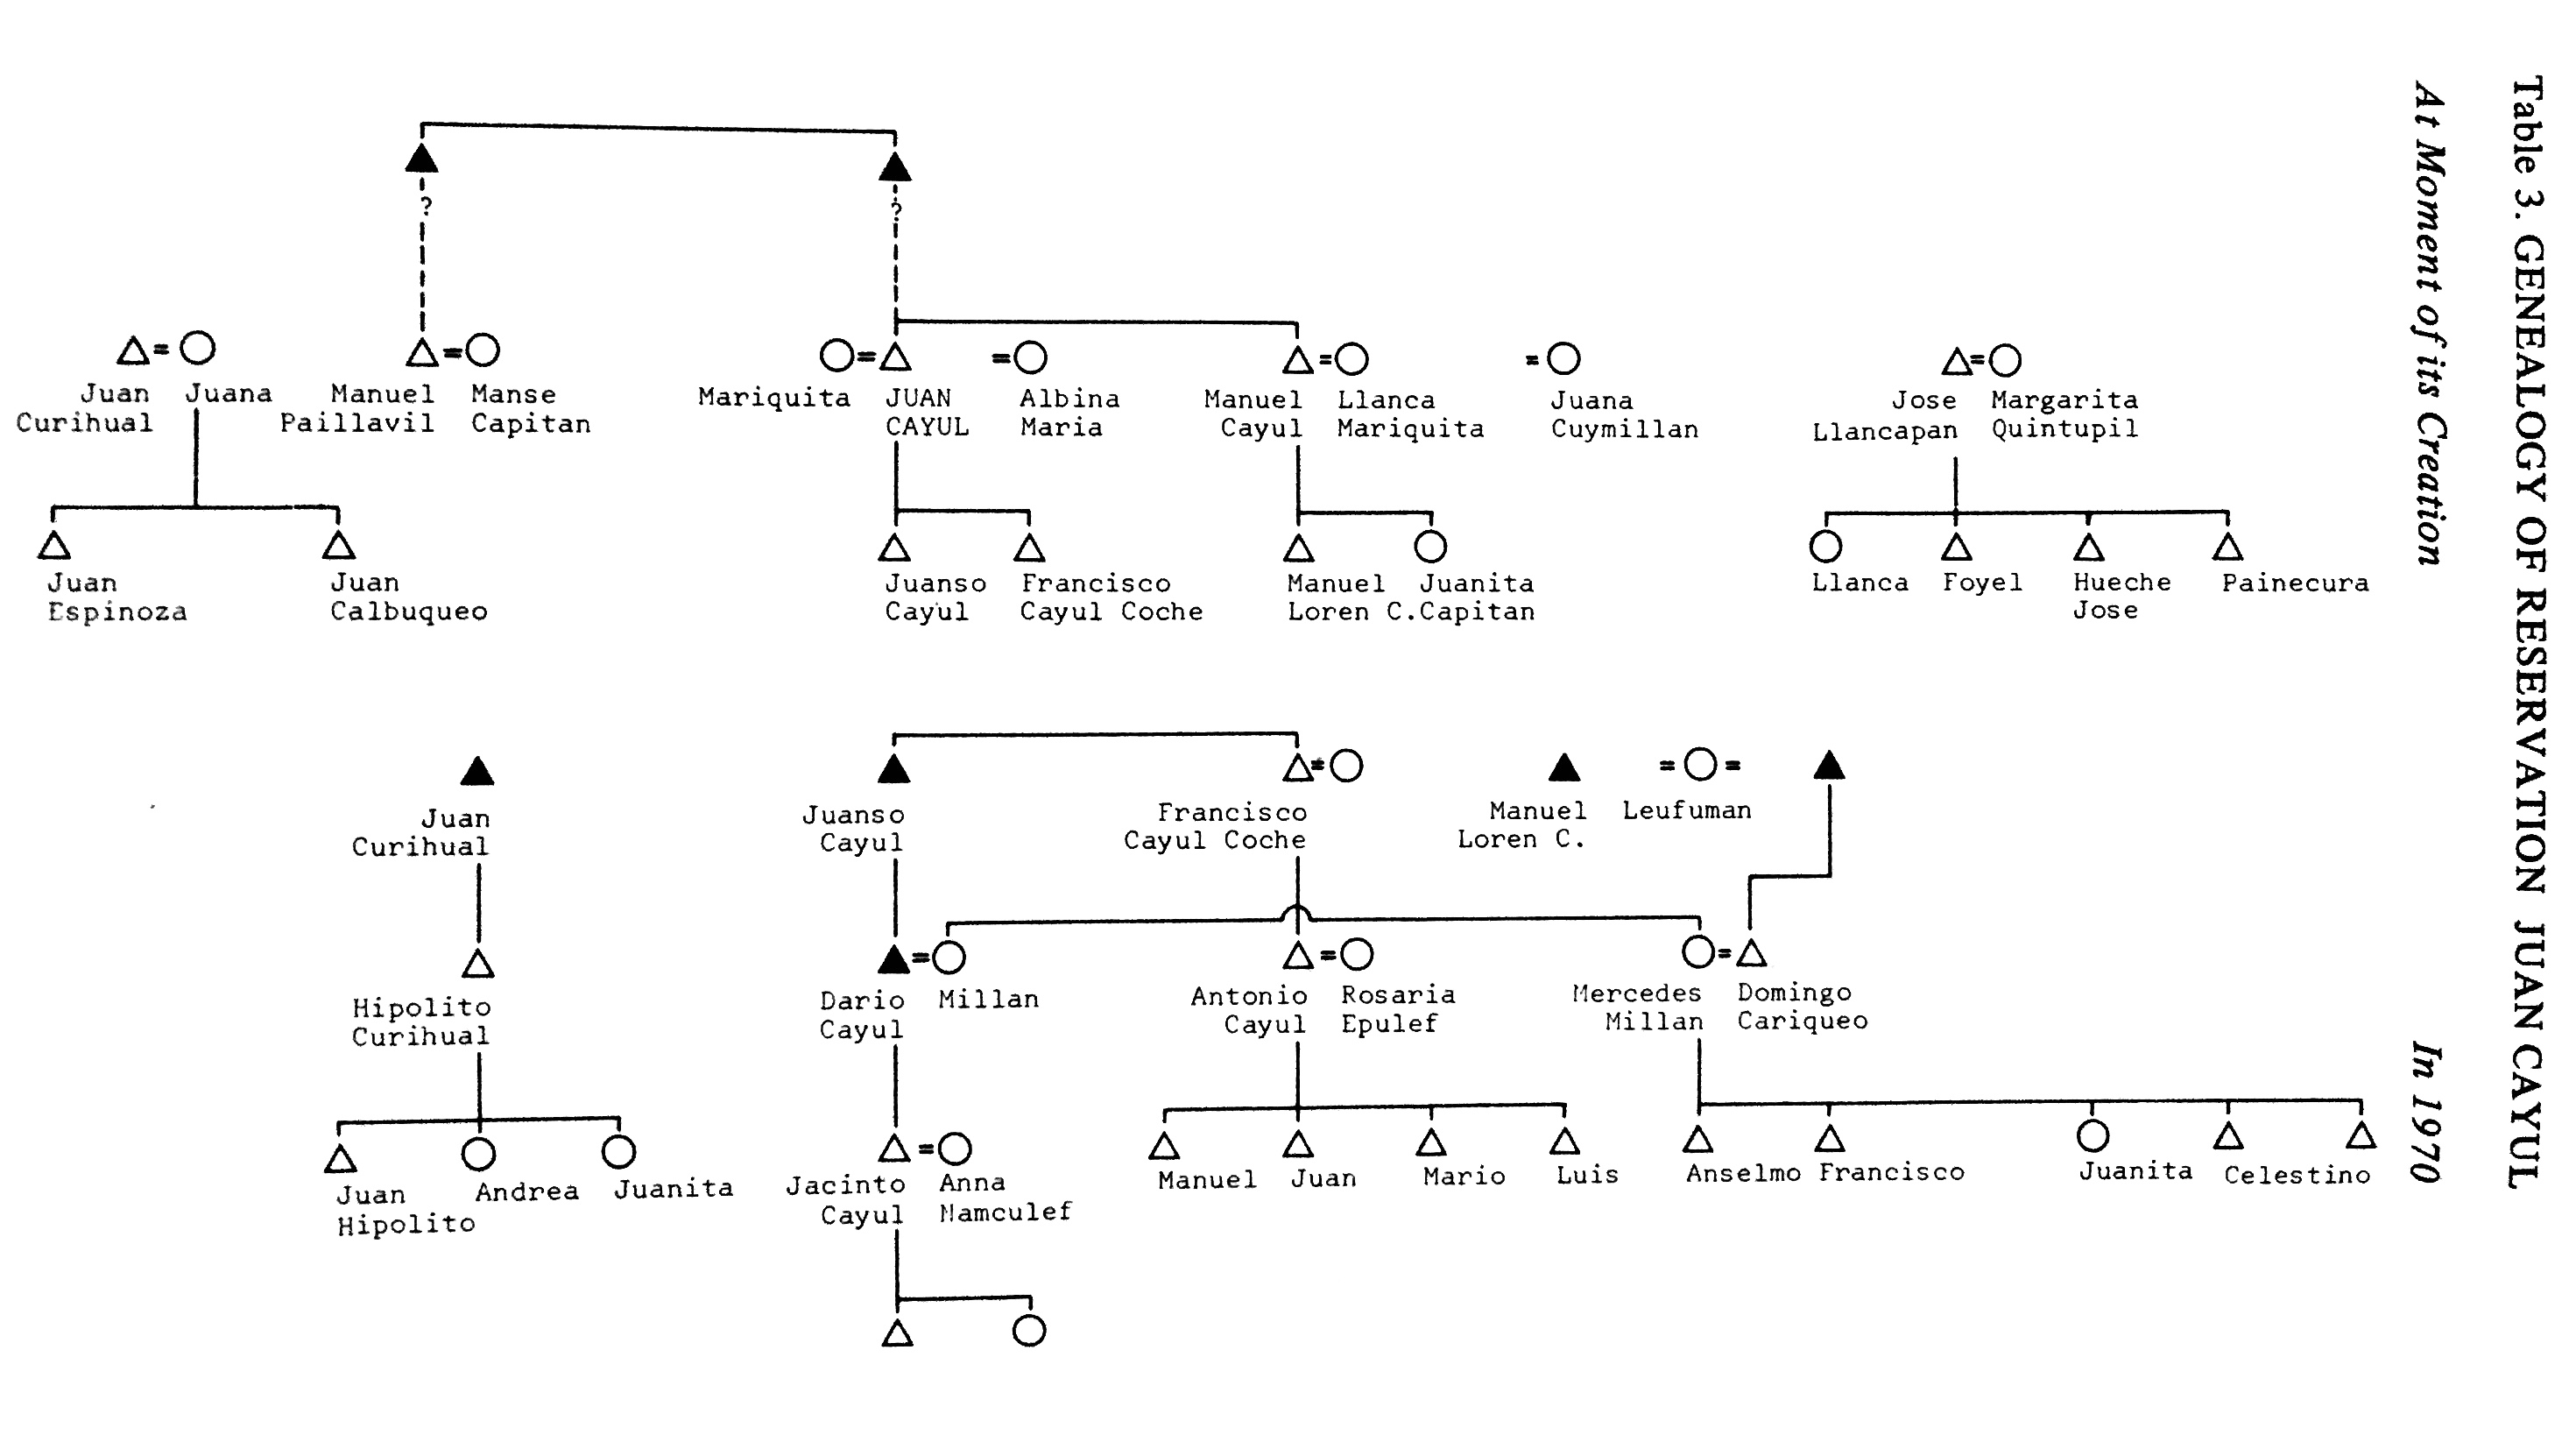 Table 3. GENEALOGY OF RESERVATION JUAN CAYUL
At Moment of its Creation
?
?
=
=
=
=
=
=
=
Juan
Curihual
Juana
Manuel
Paillavil
Manse
Capitan
Mariquita
JUAN
CAYUL
Albina
Maria
Manuel
Cayul
Llanca
Mariquita
Juana
Cuymillan
Jose
Llancapan
Margarita
Quintupil
Juan
Espinoza
Juan
Calbuqueo
Juanso
Cayul
Francisco
Cayul Coche
Manuel
Loren C.
Juanita
Capitan
Llanca
Foyel
Hueche
Jose
Painecura
In 1970
=
=
=
Juan
Curihual
Juanso
Cayul
Francisco
Cayul Coche
Manuel
Loren C.
Leufuman
=
=
=
Hipolito
Curihual
Dario
Cayul
Millan
Antonio
Cayul
Rosaria
Epulef
Mercedes
Millan
Domingo
Cariqueo
=
Juan
Hipolito
Andrea
Juanita
Jacinto
Cayul
Anna
Namculef
Manuel
Juan
Mario
Luis
Anselmo
Francisco
Juanita
Celestino